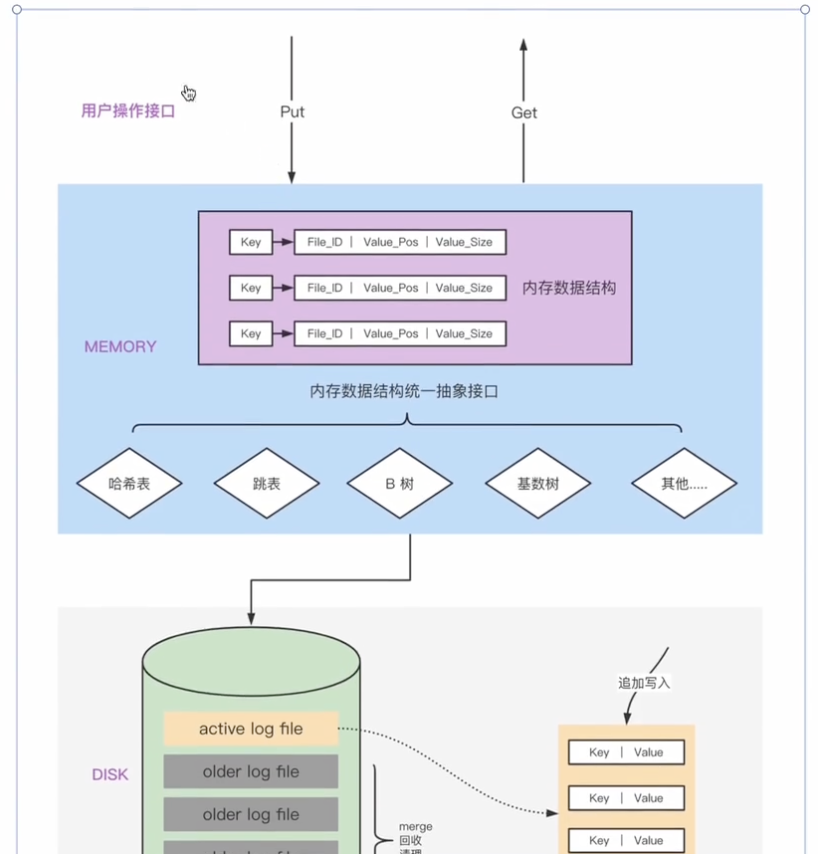 用户操作接口
Put
Get
Key
File_ID | Value_Pos | Value_Size
Key
File_ID | Value_Pos | Value_Size
内存数据结构
Key
File_ID | Value_Pos | Value_Size
MEMORY
内存数据结构统一抽象接口
哈希表
跳表
B 树
基数树
其他.....
追加写入
active log file
Key | Value
DISK
older log file
Key | Value
older log file
merge
回收
Key | Value